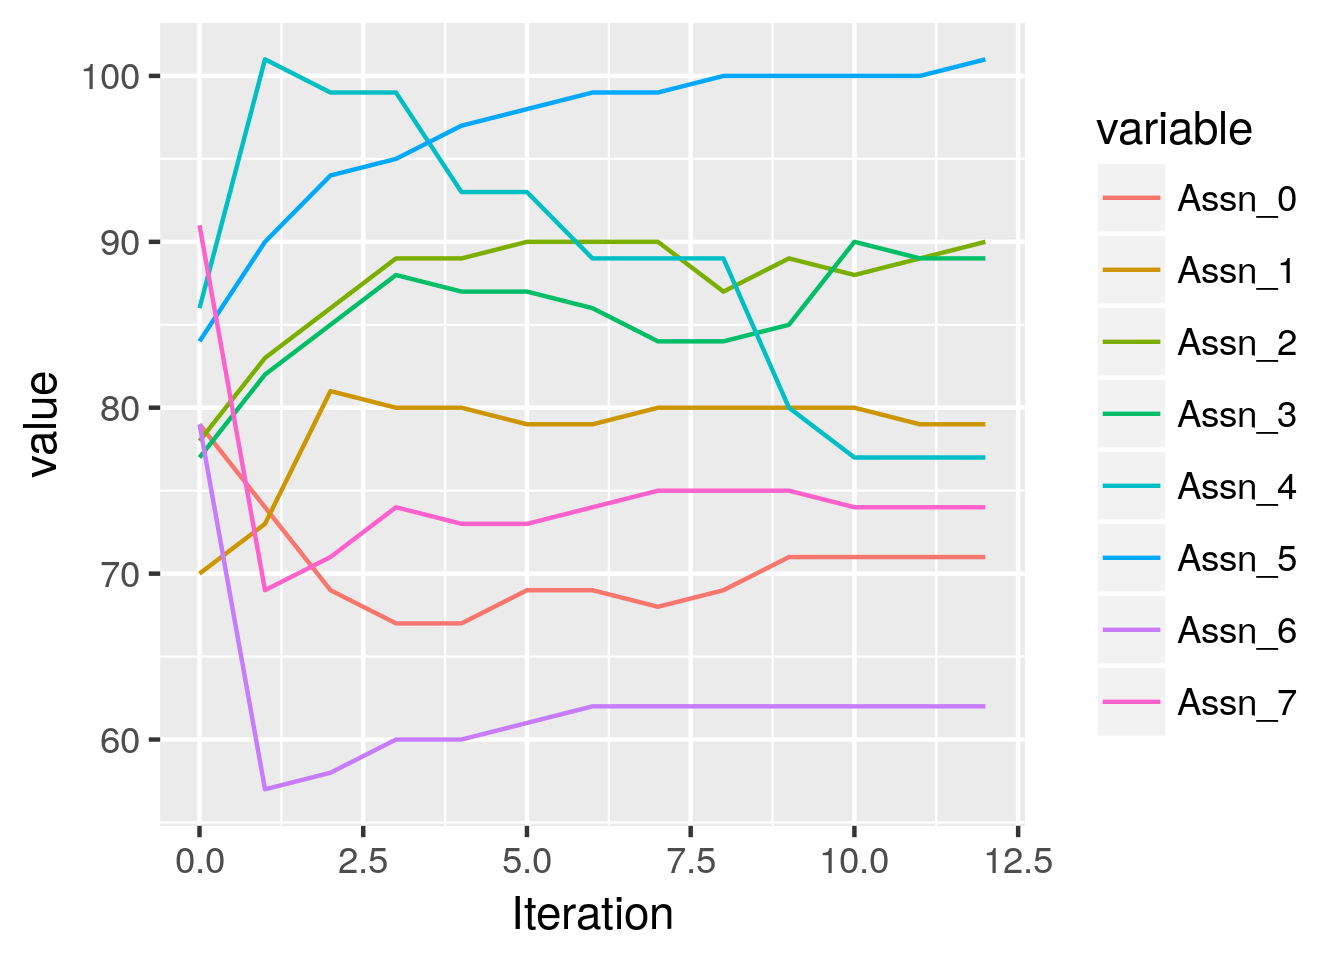 value
100
90
80
70
60
0.0 2.5 5.0 7.5 10.0 12.5
Iteration
variable
Assn_0
Assn_1
Assn_2
Assn_3
Assn_4
Assn_5
Assn_6
Assn_7